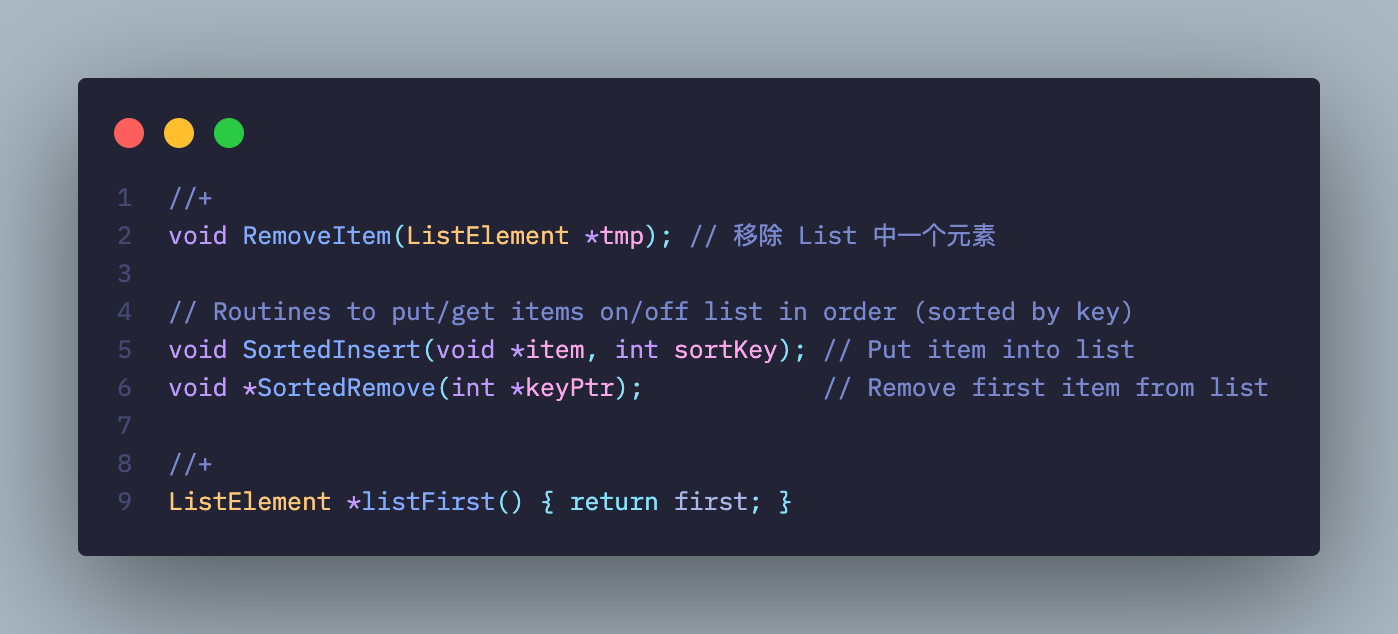 1 //+
2 void RemoveItem(ListElement *tmp); // 移除 List 中一个元素
3
4 // Routines to put/get items on/off list in order (sorted by key)
5 void SortedInsert(void *item, int sortKey); // Put item into list
6 void *SortedRemove(int *keyPtr);            // Remove first item from list
7
8 //+
9 ListElement *listFirst() { return first; }